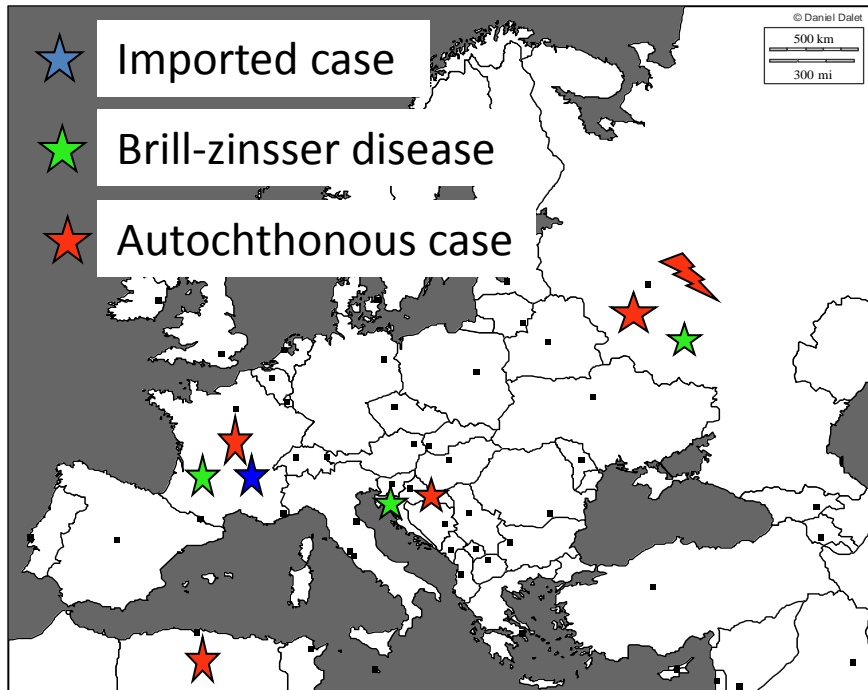 © Daniel Dalet
500 km
300 mi
Imported case
Brill-zinsser disease
Autochthonous case